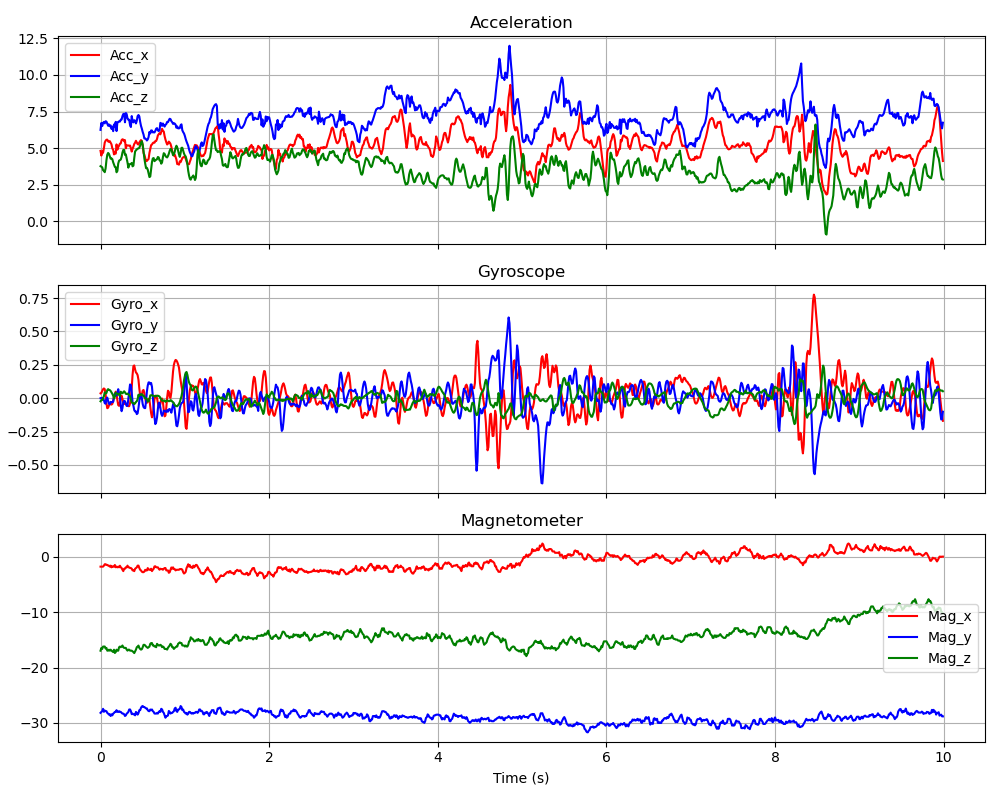 Acceleration
12.5
10.0
7.5
5.0
2.5
0.0
Acc_x
Acc_y
Acc_z
Gyroscope
0.75
0.50
0.25
0.00
−0.25
−0.50
Gyro_x
Gyro_y
Gyro_z
Magnetometer
0
−10
−20
−30
Mag_x
Mag_y
Mag_z
0 2 4 6 8 10
Time (s)